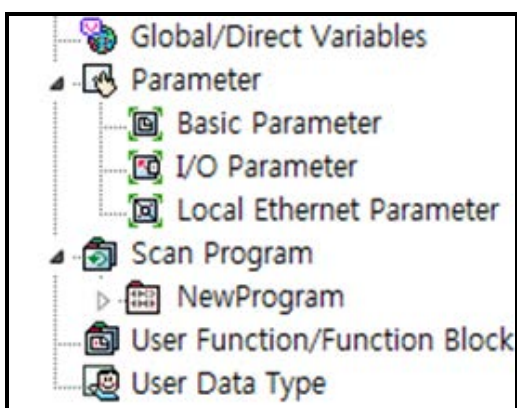 Global/Direct Variables
Parameter
Basic Parameter
I/O Parameter
Local Ethernet Parameter
Scan Program
NewProgram
User Function/Function Block
User Data Type